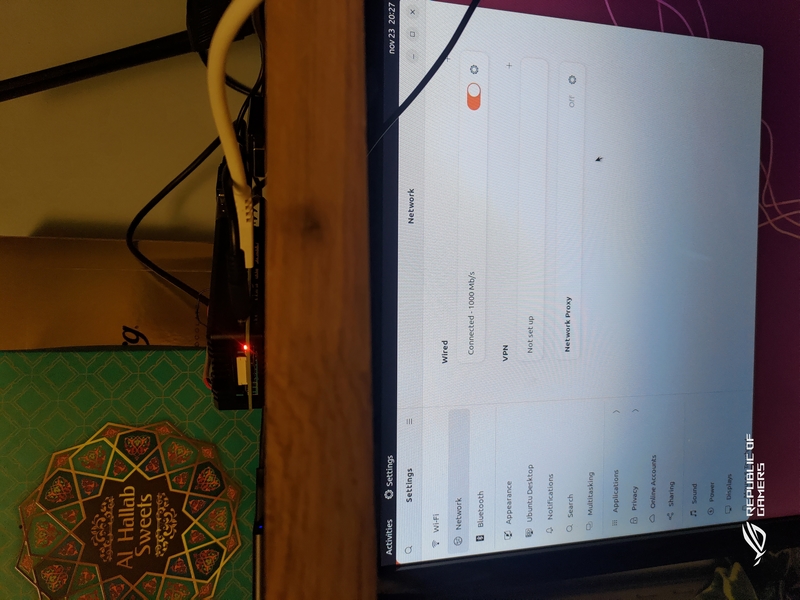 Al Hallab
Sweets
rg
Activities
Settings
nov 23 20:27
Settings
Network
Wi-Fi
Network
Bluetooth
Appearance
Ubuntu Desktop
Notifications
Search
Multitasking
Applications
Privacy
Online Accounts
Sharing
Sound
Power
Displays
Wired
Connected - 1000 Mb/s
VPN
Not set up
Network Proxy
Off
REPUBLIC OF
GAMERS